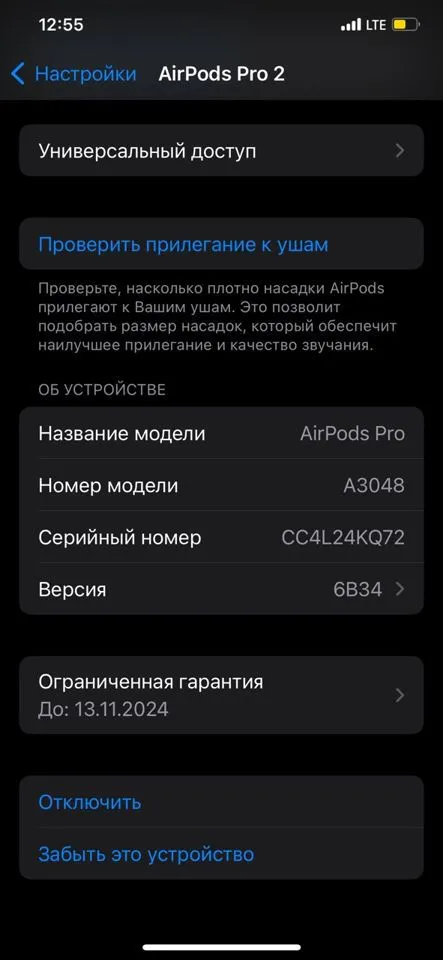 12:55 LTE
Настройки AirPods Pro 2
Универсальный доступ
Проверить прилегание к ушам
Проверьте, насколько плотно насадки AirPods
прилегают к Вашим ушам. Это позволит
подобрать размер насадок, который обеспечит
наилучшее прилегание и качество звучания.
ОБ УСТРОЙСТВЕ
Название модели AirPods Pro
Номер модели A3048
Серийный номер CC4L24KQ72
Версия 6B34
Ограниченная гарантия
До: 13.11.2024
Отключить
Забыть это устройство